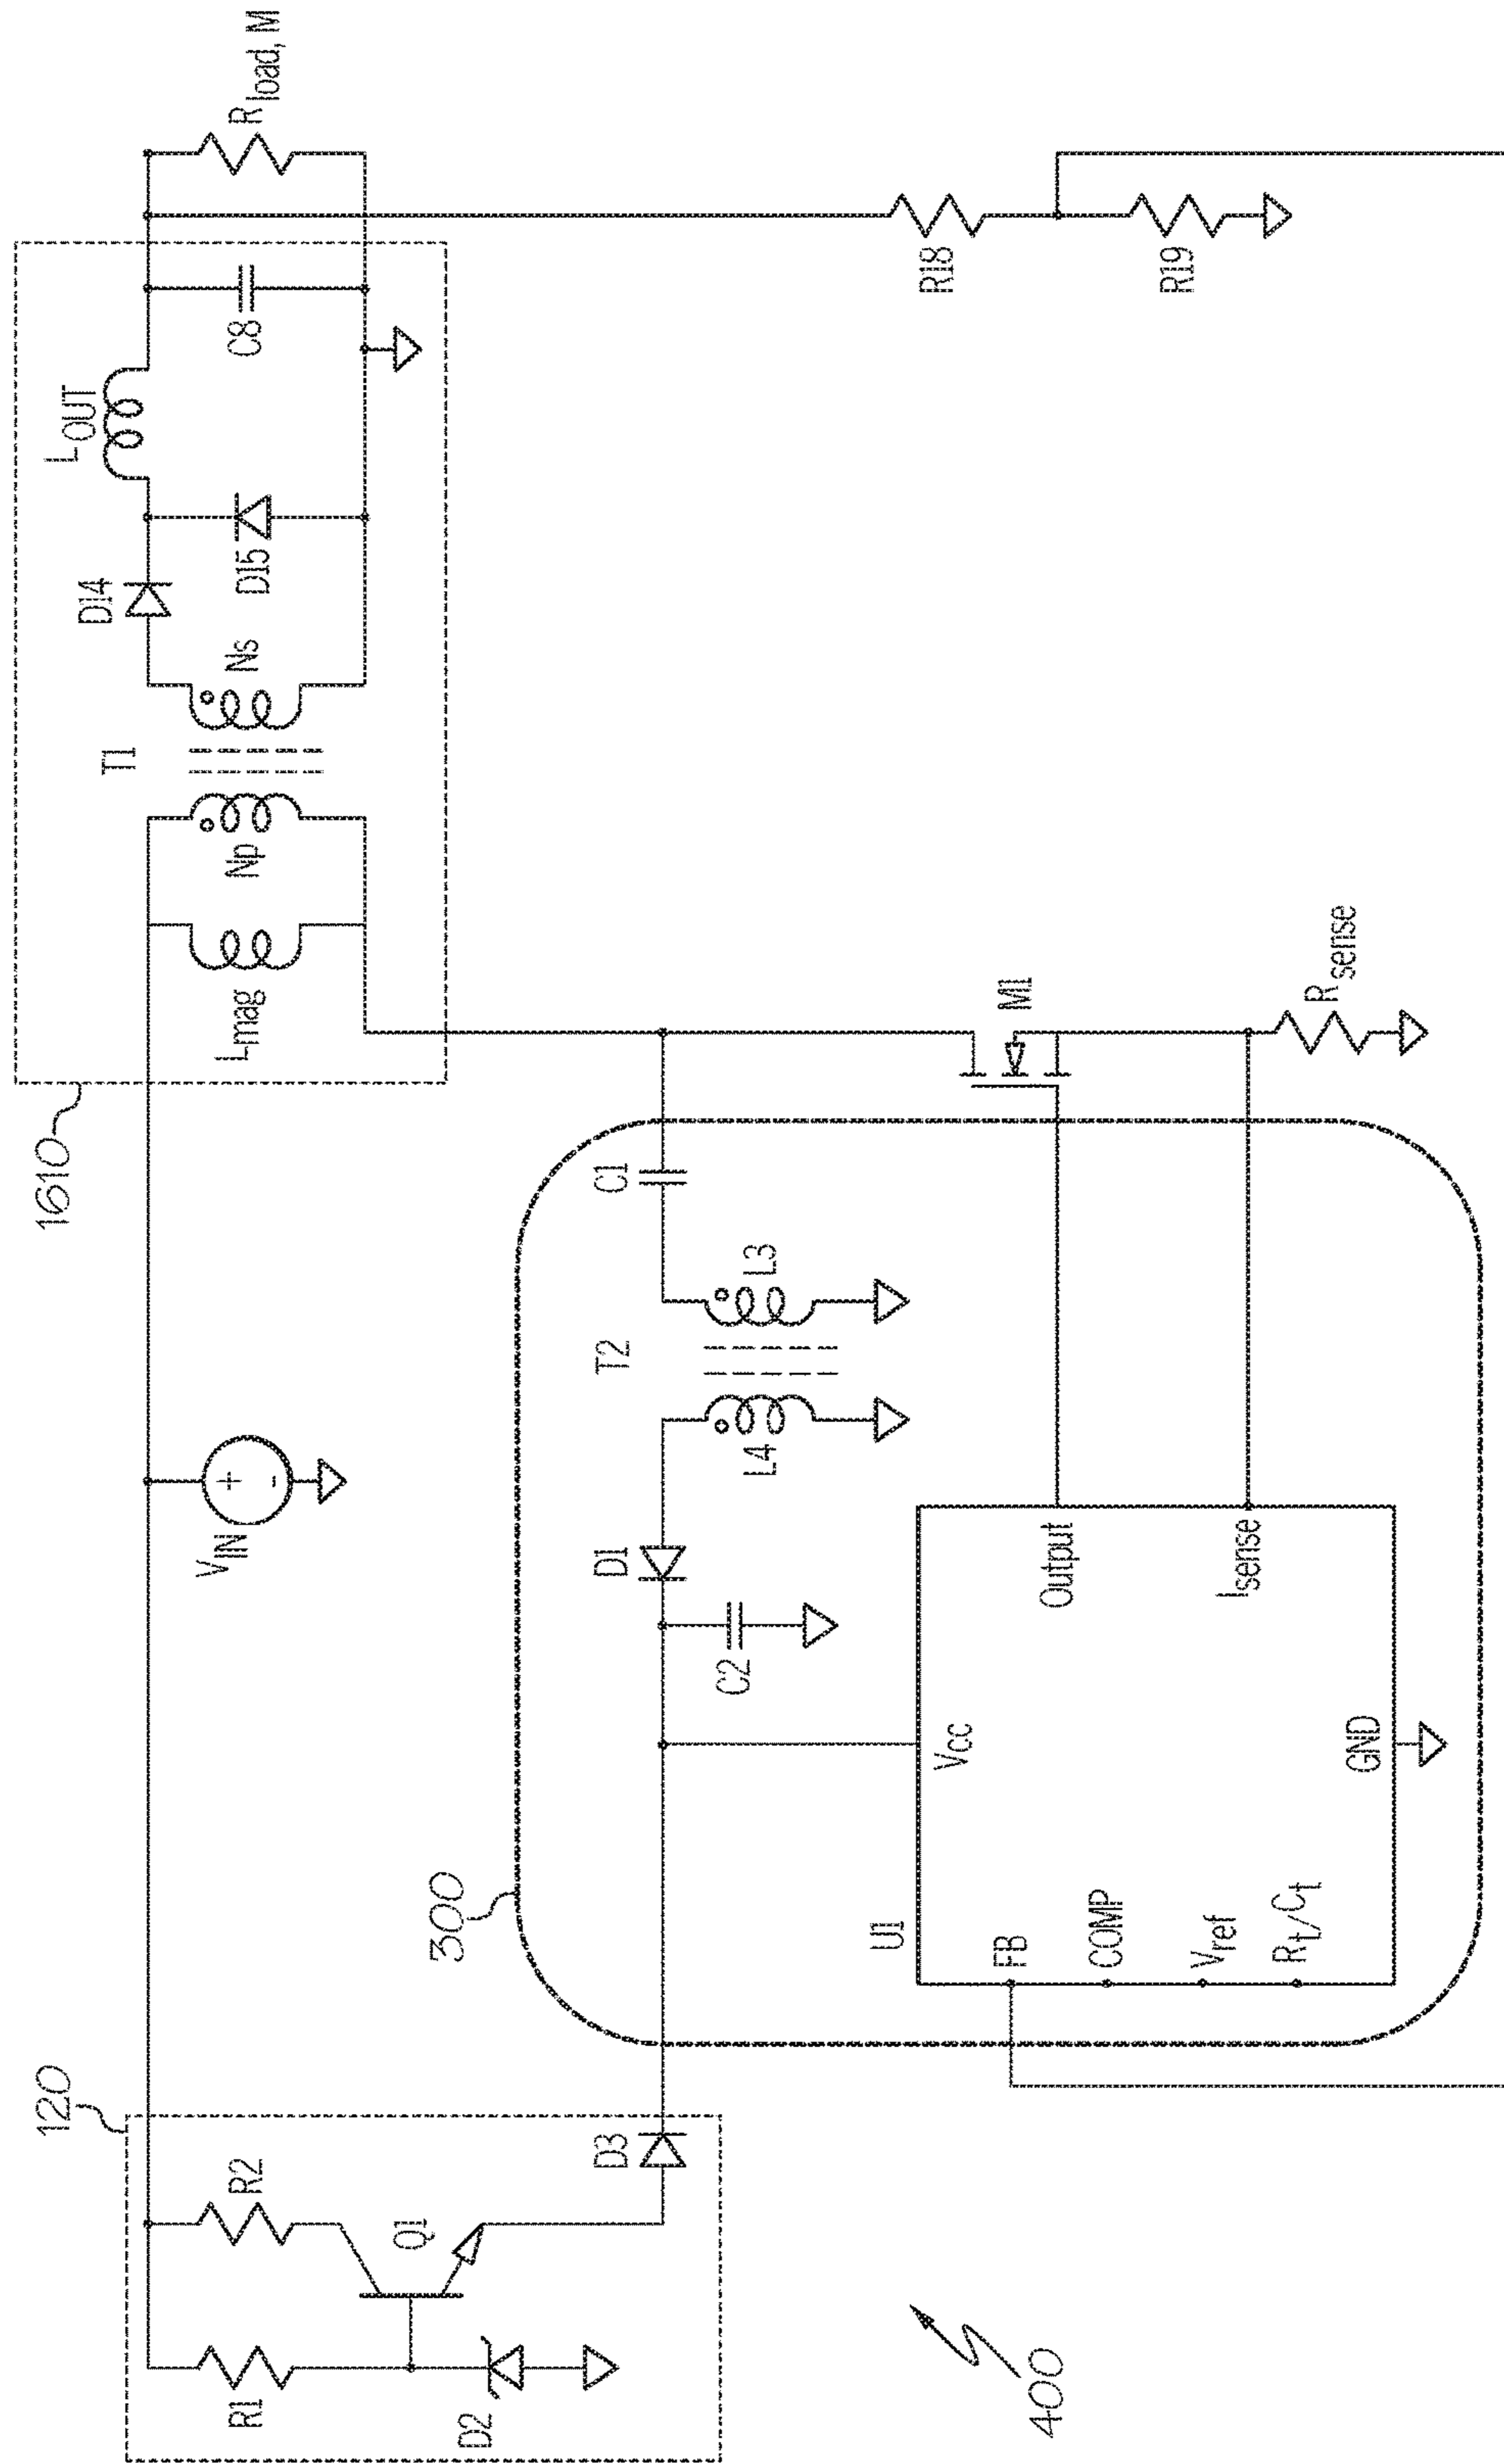 120
R1
R2
Q1
D2
D3
400
V_IN
+
-
300
U1
FB
COMP
V_ref
R_t/C_t
Vcc
GND
Output
I_sense
C2
D1
L4
T2
L3
C1
M1
R_sense
1610
L_mag
Np
T1
Ns
D14
D15
L_OUT
C8
R_load, M
R18
R19